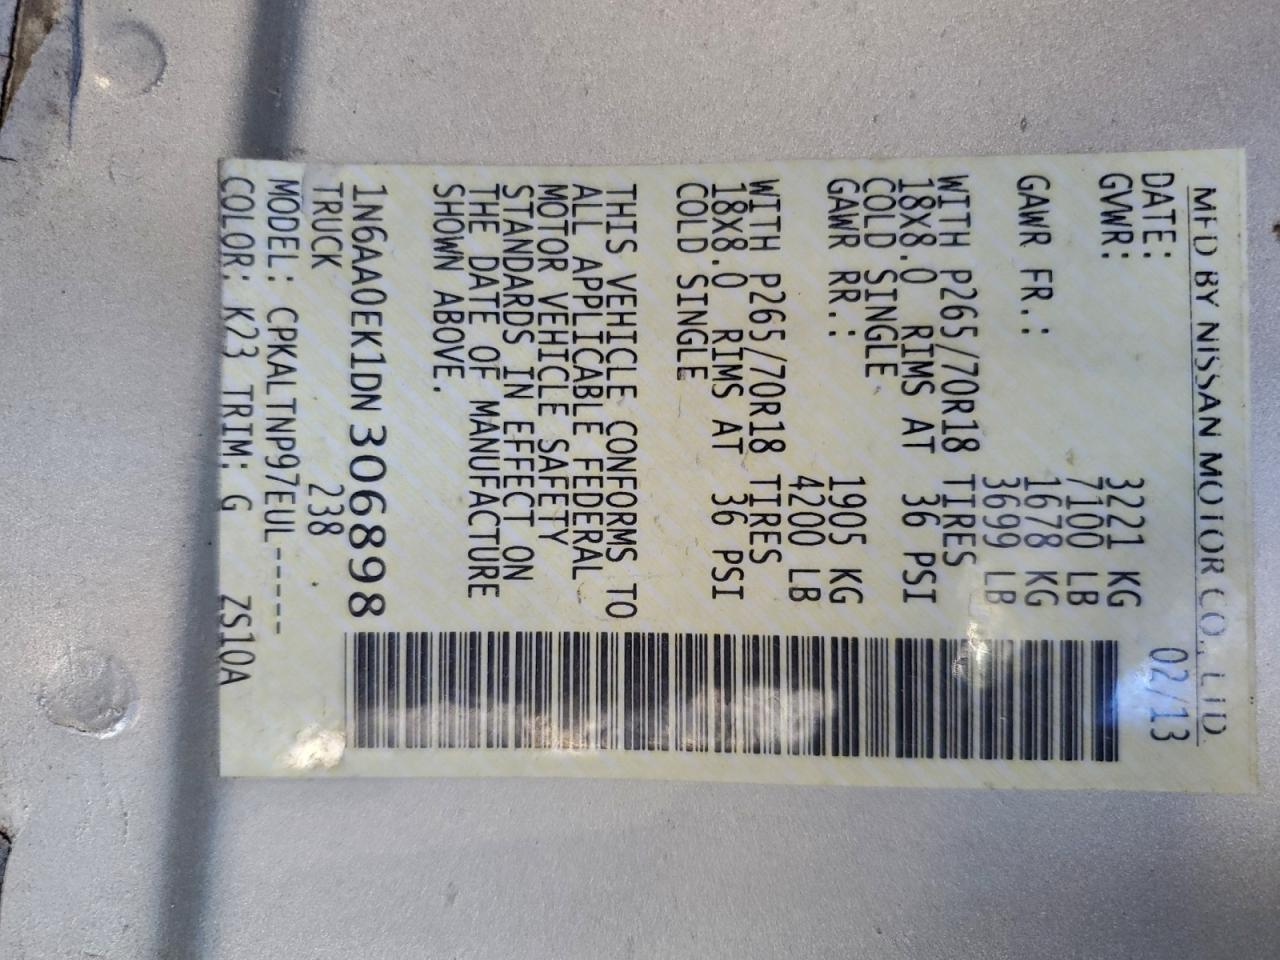 MFD BY NISSAN MOTOR CO., LTD.
DATE: 02/13
GVWR: 3221 KG
7100 LB
GAWR FR.: 1678 KG
3699 LB
WITH P265/70R18 TIRES
18X8.0 RIMS AT 36 PSI
COLD SINGLE
GAWR RR.: 1905 KG
4200 LB
WITH P265/70R18 TIRES
18X8.0 RIMS AT 36 PSI
COLD SINGLE
THIS VEHICLE CONFORMS TO
ALL APPLICABLE FEDERAL
MOTOR VEHICLE SAFETY
STANDARDS IN EFFECT ON
THE DATE OF MANUFACTURE
SHOWN ABOVE.
1N6AA0EK1DN306898
TRUCK 238
MODEL: CPKALTNP97EUL-----
COLOR: K23 TRIM: G ZS10A